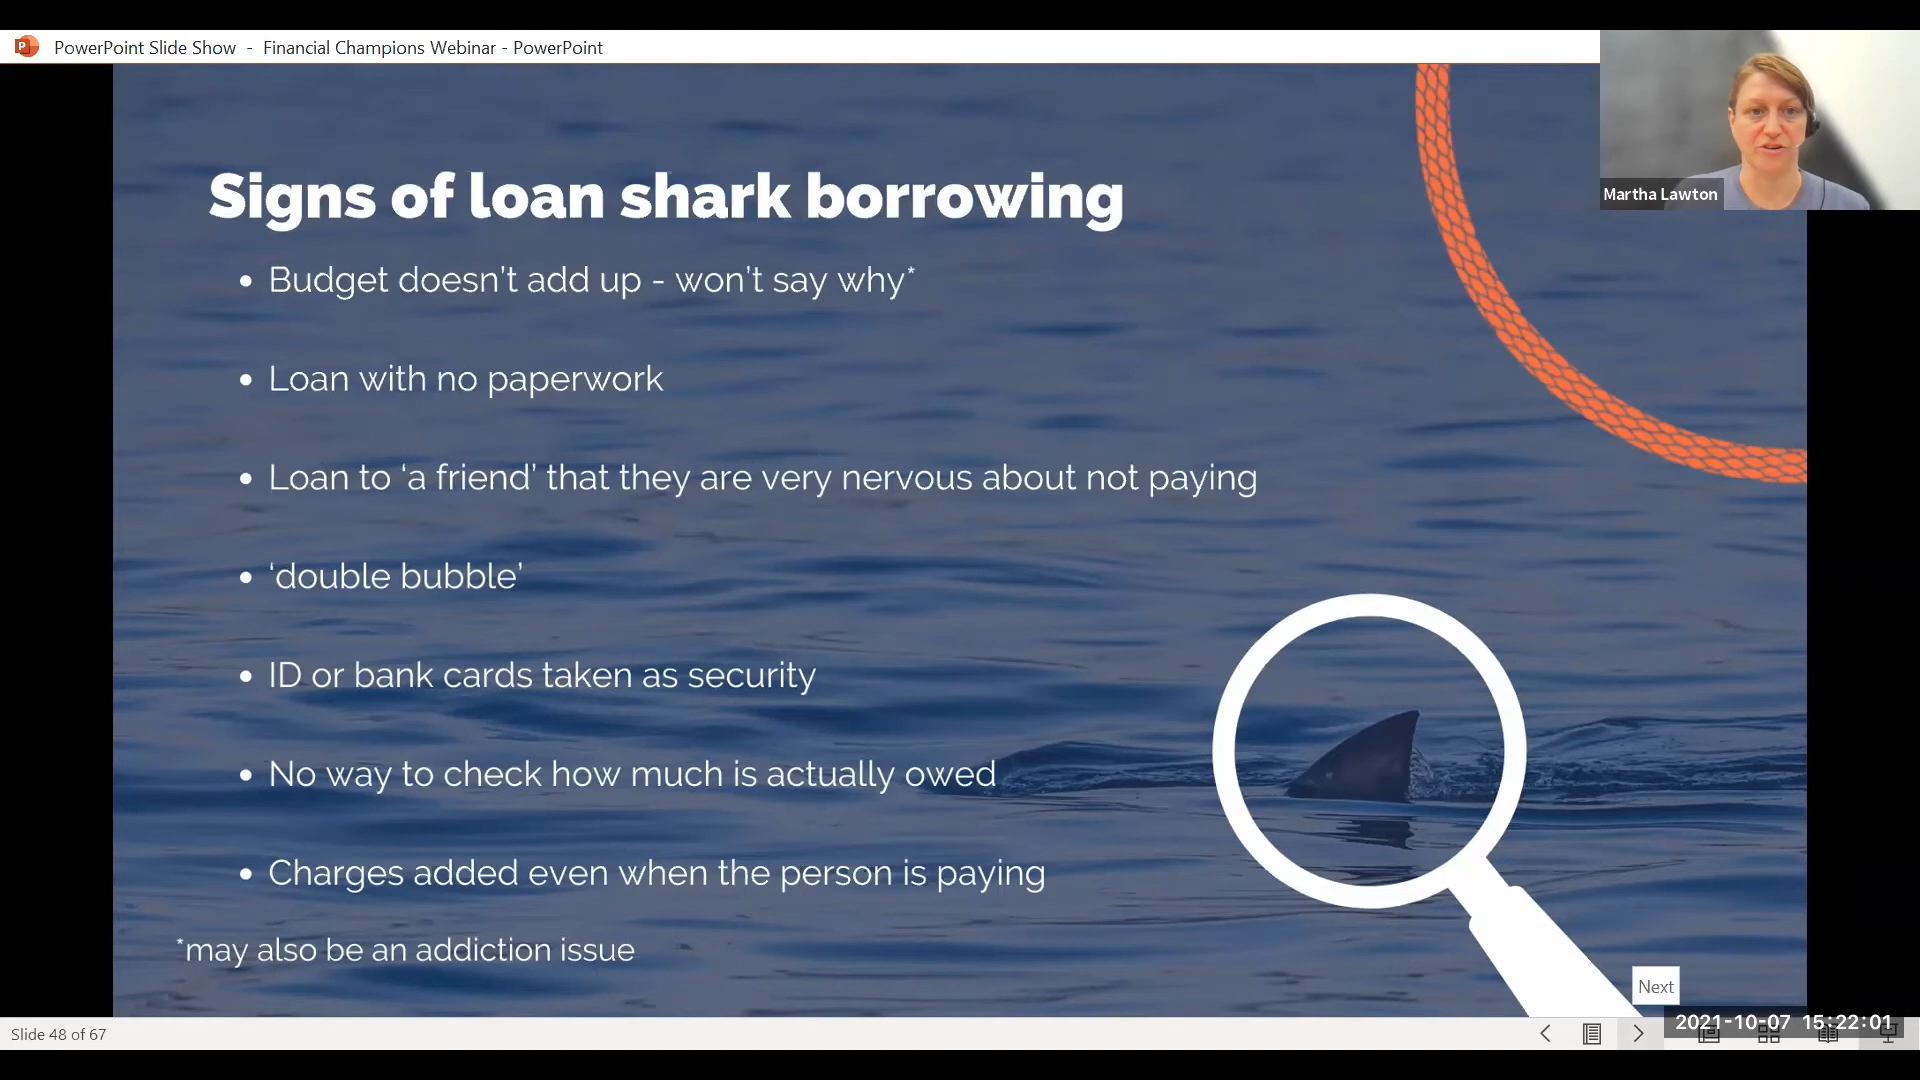 PowerPoint Slide Show - Financial Champions Webinar - PowerPoint
Martha Lawton
Signs of loan shark borrowing
• Budget doesn't add up - won't say why*
• Loan with no paperwork
• Loan to ‘a friend’ that they are very nervous about not paying
• ‘double bubble’
• ID or bank cards taken as security
• No way to check how much is actually owed
• Charges added even when the person is paying
*may also be an addiction issue
Next
Slide 48 of 67
2021-10-07 15:22:01